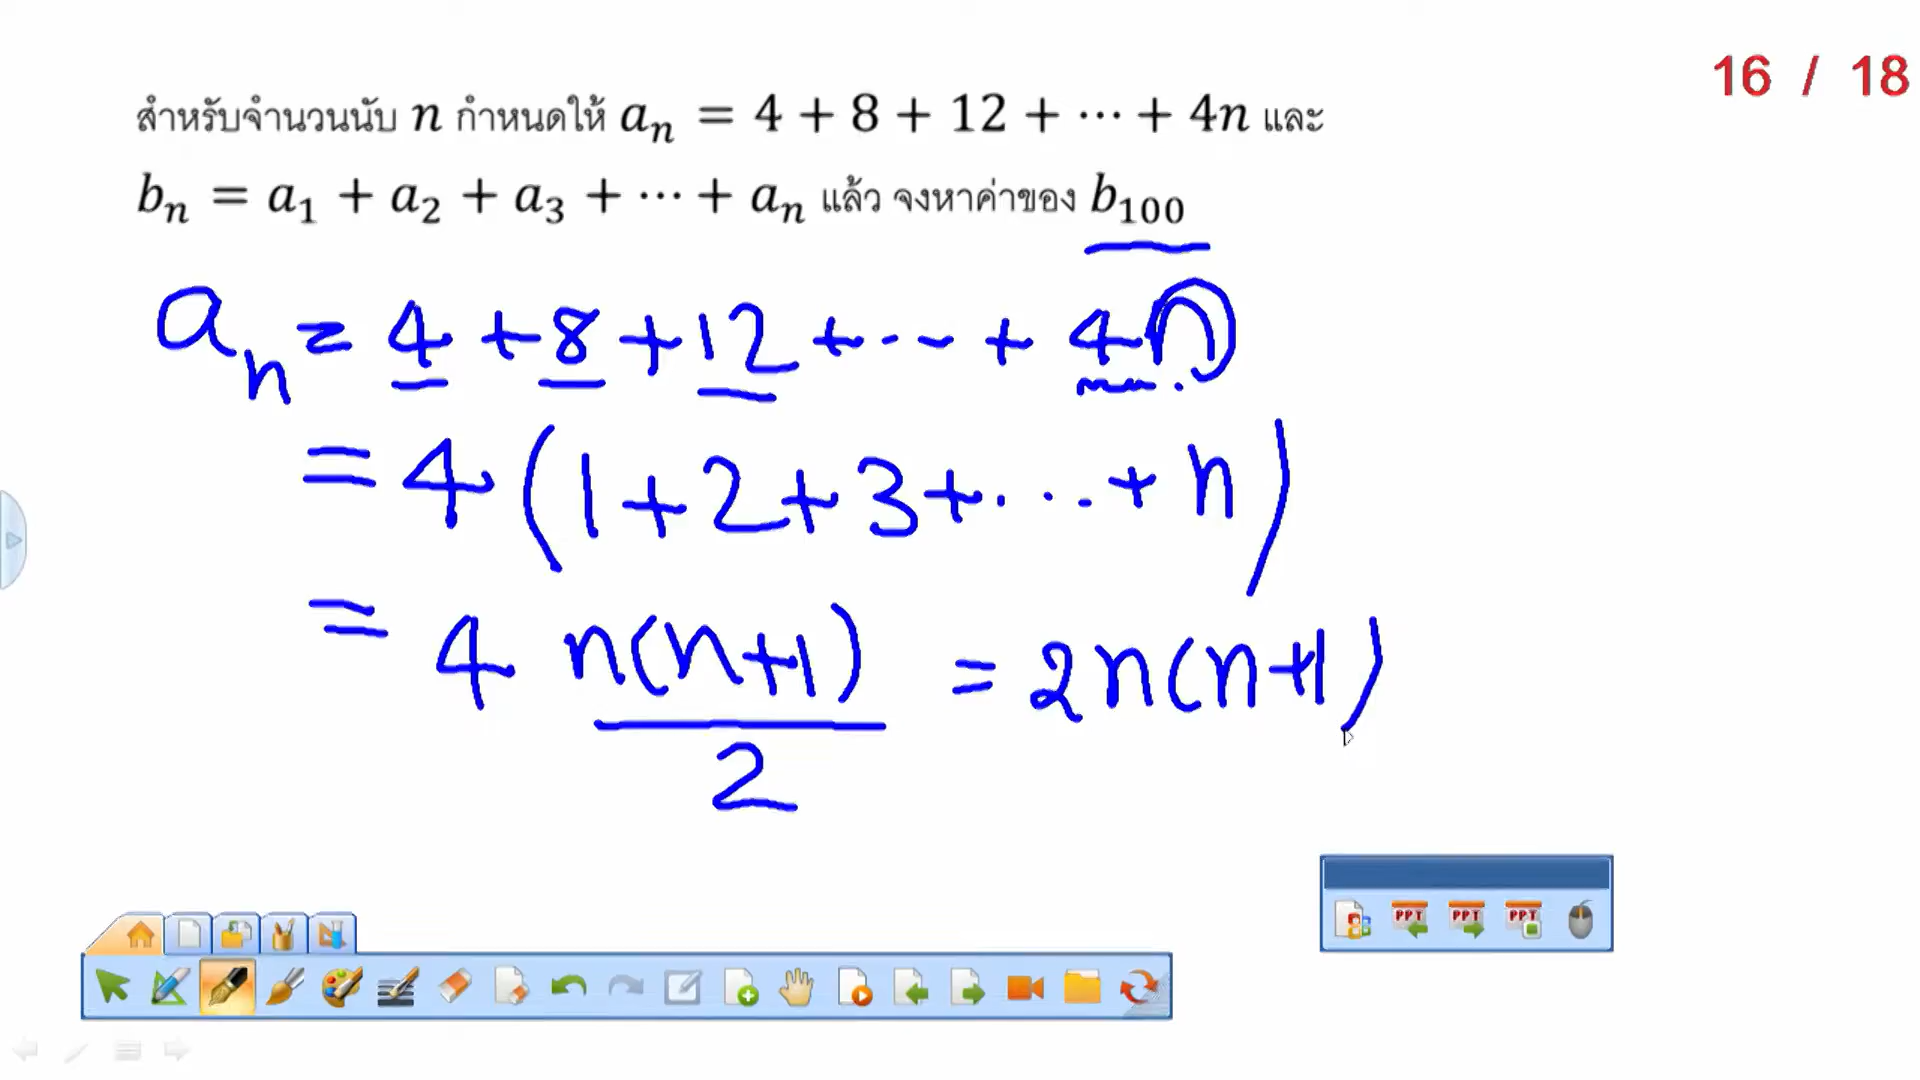 16 / 18
สำหรับจำนวนนับ n กำหนดให้ aₙ = 4 + 8 + 12 + ⋯ + 4n และ
bₙ = a₁ + a₂ + a₃ + ⋯ + aₙ แล้ว จงหาค่าของ b₁₀₀
aₙ = 4 + 8 + 12 + ⋯ + 4n
= 4 (1 + 2 + 3 + ⋯ + n)
= 4 n(n+1)/2 = 2n(n+1)
PPT PPT PPT